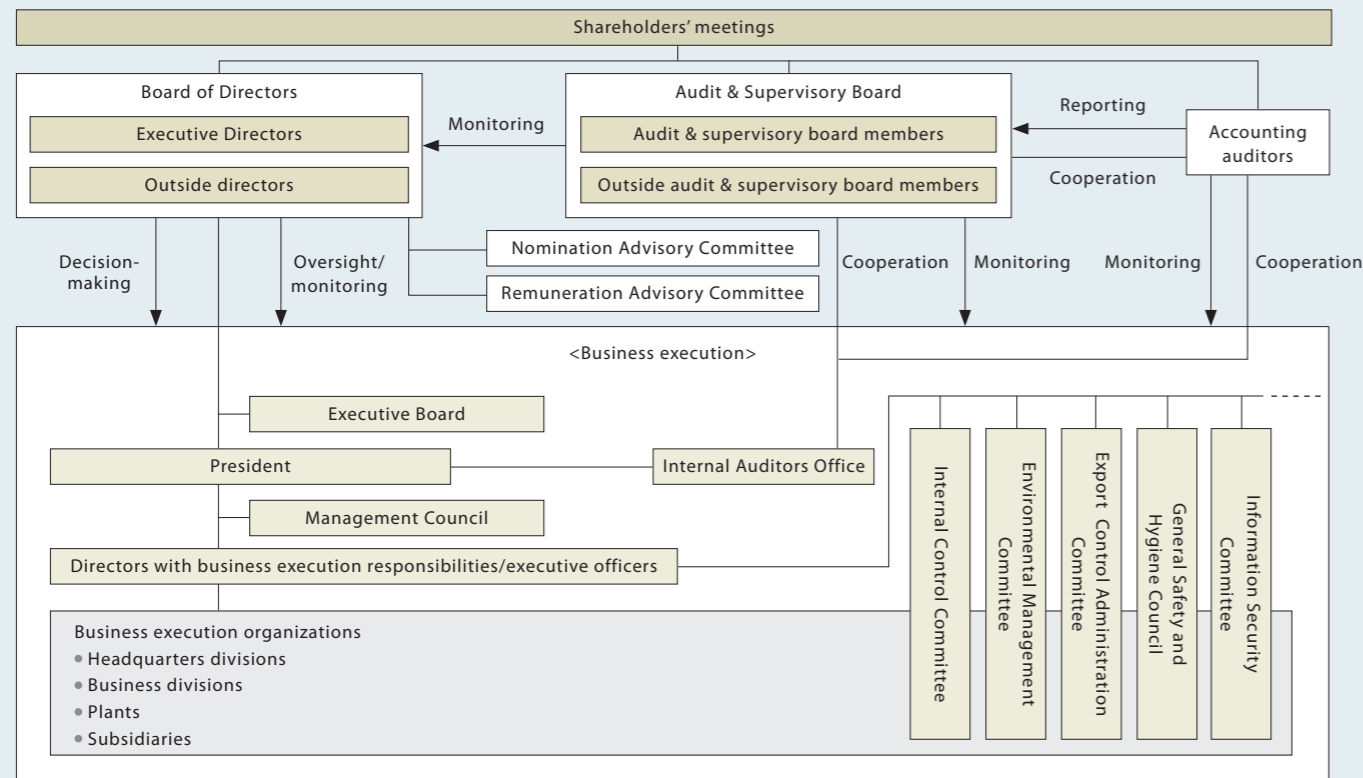 Shareholders' meetings
Board of Directors
Executive Directors
Outside directors
Monitoring
Audit & Supervisory Board
Audit & supervisory board members
Outside audit & supervisory board members
Reporting
Cooperation
Accounting
auditors
Decision-
making
Oversight/
monitoring
Nomination Advisory Committee
Remuneration Advisory Committee
Cooperation
Monitoring
Monitoring
Cooperation
<Business execution>
Executive Board
President
Internal Auditors Office
Management Council
Directors with business execution responsibilities/executive officers
Business execution organizations
• Headquarters divisions
• Business divisions
• Plants
• Subsidiaries
Internal Control Committee
Environmental Management
Committee
Export Control Administration
Committee
General Safety and
Hygiene Council
Information Security
Committee